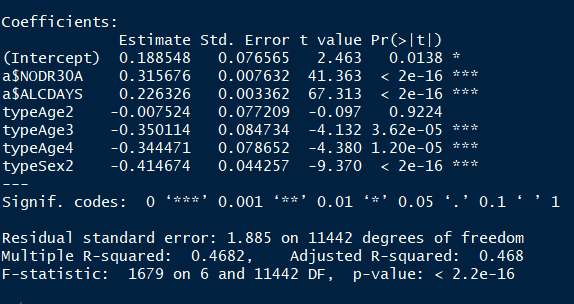 Coefficients:
Estimate Std. Error t value Pr(>|t|)
(Intercept) 0.188548 0.076565 2.463 0.0138 *
a$NODR30A 0.315676 0.007632 41.363 < 2e-16 ***
a$ALCDAYS 0.226326 0.003362 67.313 < 2e-16 ***
typeAge2 -0.007524 0.077209 -0.097 0.9224
typeAge3 -0.350114 0.084734 -4.132 3.62e-05 ***
typeAge4 -0.344471 0.078652 -4.380 1.20e-05 ***
typeSex2 -0.414674 0.044257 -9.370 < 2e-16 ***
---
Signif. codes: 0 ‘***’ 0.001 ‘**’ 0.01 ‘*’ 0.05 ‘.’ 0.1 ‘ ’ 1
Residual standard error: 1.885 on 11442 degrees of freedom
Multiple R-squared: 0.4682, Adjusted R-squared: 0.468
F-statistic: 1679 on 6 and 11442 DF, p-value: < 2.2e-16